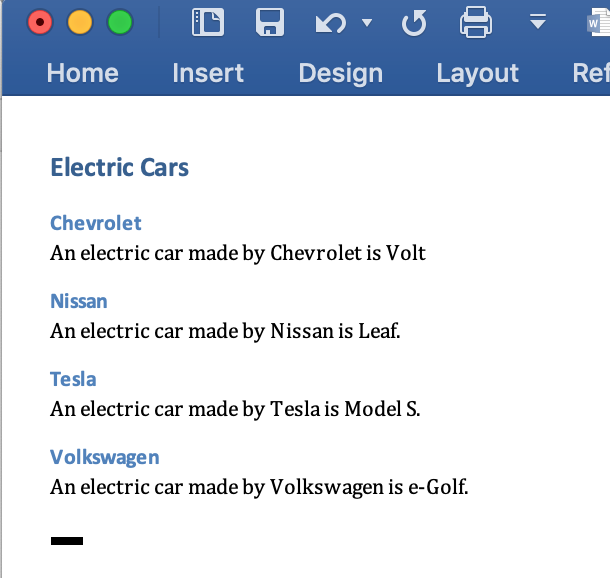 Home Insert Design Layout Ref
Electric Cars
Chevrolet
An electric car made by Chevrolet is Volt
Nissan
An electric car made by Nissan is Leaf.
Tesla
An electric car made by Tesla is Model S.
Volkswagen
An electric car made by Volkswagen is e-Golf.